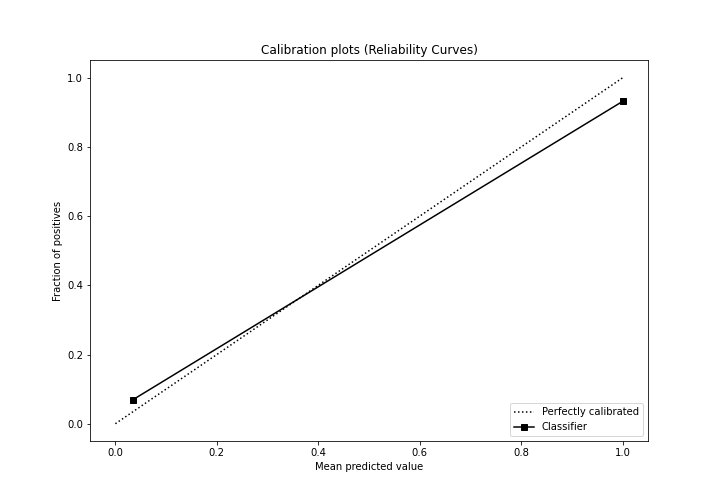 Calibration plots (Reliability Curves)
Fraction of positives
1.0
0.8
0.6
0.4
0.2
0.0
0.0 0.2 0.4 0.6 0.8 1.0
Mean predicted value
Perfectly calibrated
Classifier